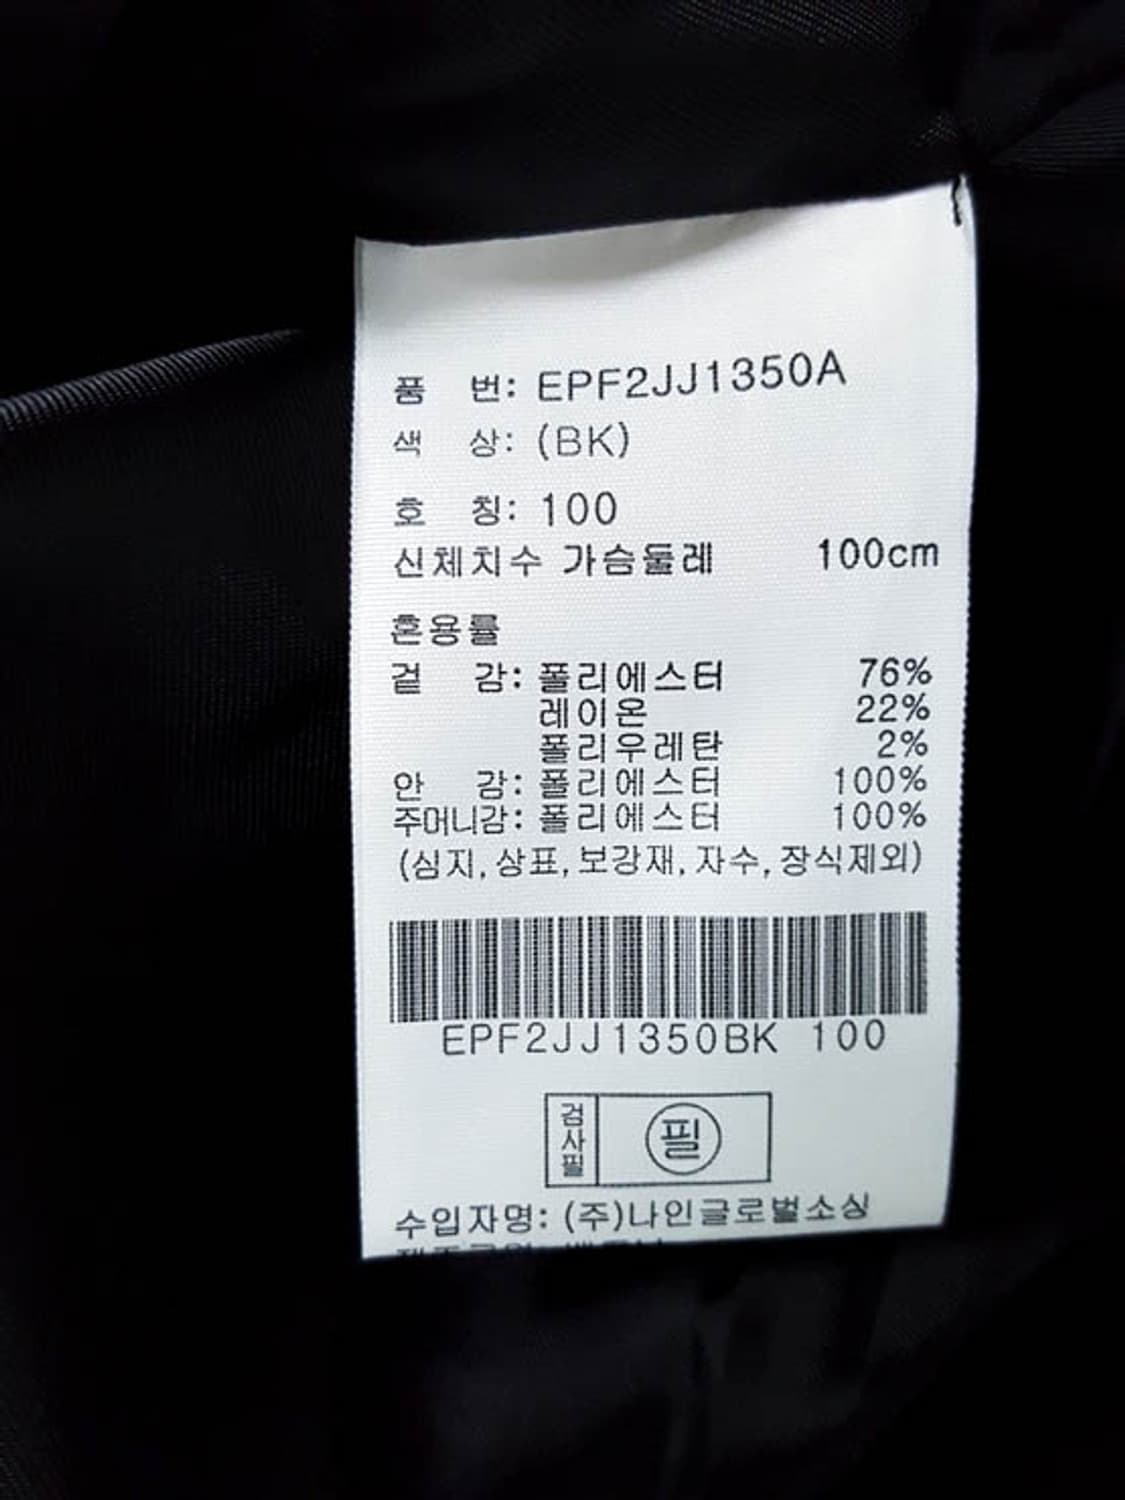 품 번: EPF2JJ1350A
색 상: (BK)
호 칭: 100
신체치수 가슴둘레 100cm
혼용률
겉 감: 폴리에스터 76%
레이온 22%
폴리우레탄 2%
안 감: 폴리에스터 100%
주머니감: 폴리에스터 100%
(심지, 상표, 보강재, 자수, 장식제외)
EPF2JJ1350BK 100
검사필 필
수입자명: (주)나인글로벌소싱